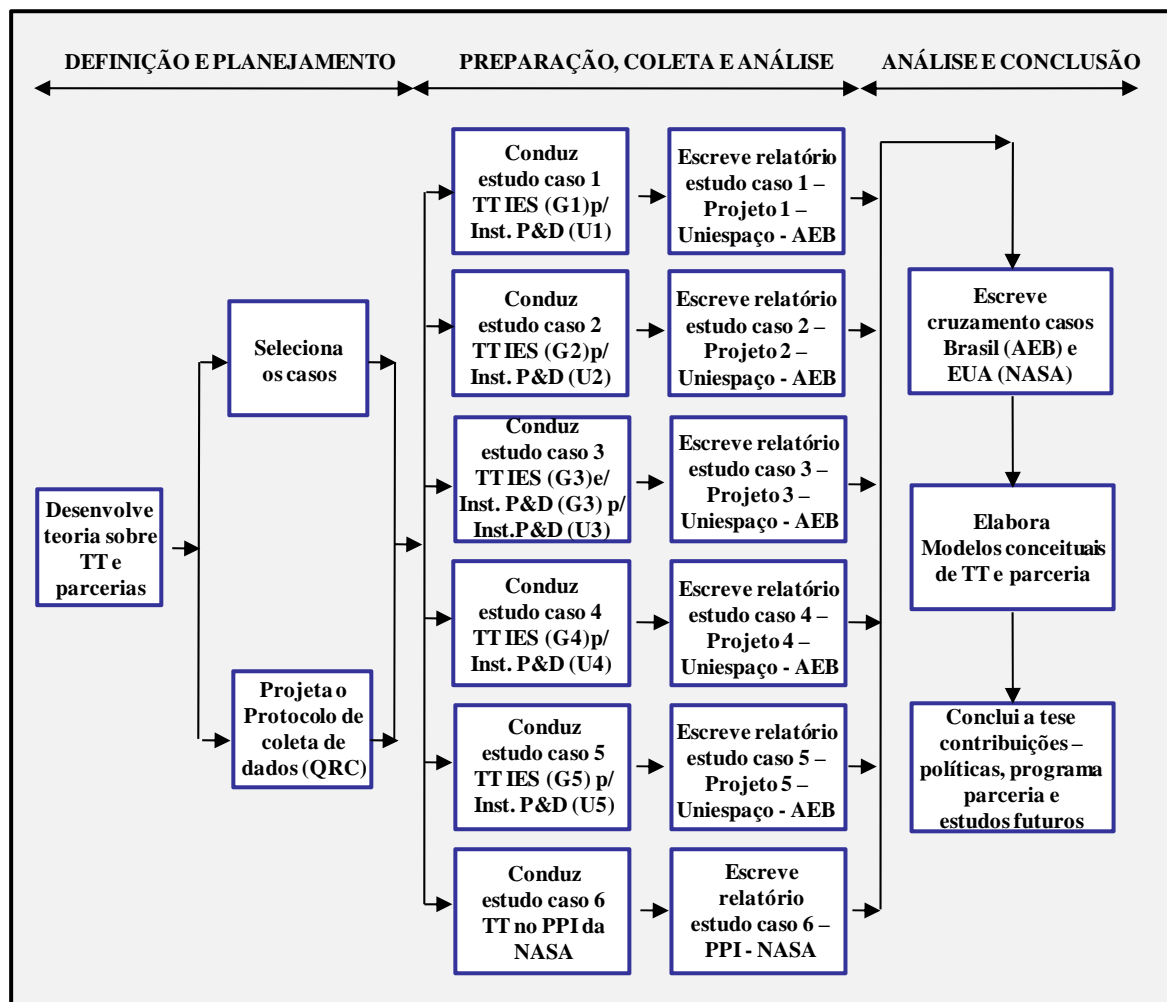 DEFINIÇÃO E PLANEJAMENTO
PREPARAÇÃO, COLETA E ANÁLISE
ANÁLISE E CONCLUSÃO
Desenvolve
teoria sobre
TT e
parcerias
Seleciona
os casos
Projeta o
Protocolo de
coleta de
dados (QRC)
Conduz
estudo caso 1
TT IES (G1) p/
Inst. P&D (U1)
Escreve relatório
estudo caso 1 –
Projeto 1 –
Uniespaço - AEB
Conduz
estudo caso 2
TT IES (G2) p/
Inst. P&D (U2)
Escreve relatório
estudo caso 2 –
Projeto 2 –
Uniespaço - AEB
Conduz
estudo caso 3
TT IES (G3) e/
Inst. P&D (G3) p/
Inst.P&D (U3)
Escreve relatório
estudo caso 3 –
Projeto 3 –
Uniespaço - AEB
Conduz
estudo caso 4
TT IES (G4) p/
Inst. P&D (U4)
Escreve relatório
estudo caso 4 –
Projeto 4 –
Uniespaço - AEB
Conduz
estudo caso 5
TT IES (G5) p/
Inst. P&D (U5)
Escreve relatório
estudo caso 5 –
Projeto 5 –
Uniespaço - AEB
Conduz
estudo caso 6
TT no PPI da
NASA
Escreve
relatório
estudo caso 6 –
PPI - NASA
Escreve
cruzamento casos
Brasil (AEB) e
EUA (NASA)
Elabora
Modelos conceituais
de TT e parceria
Conclui a tese
contribuições –
políticas, programa
parceria e
estudos futuros